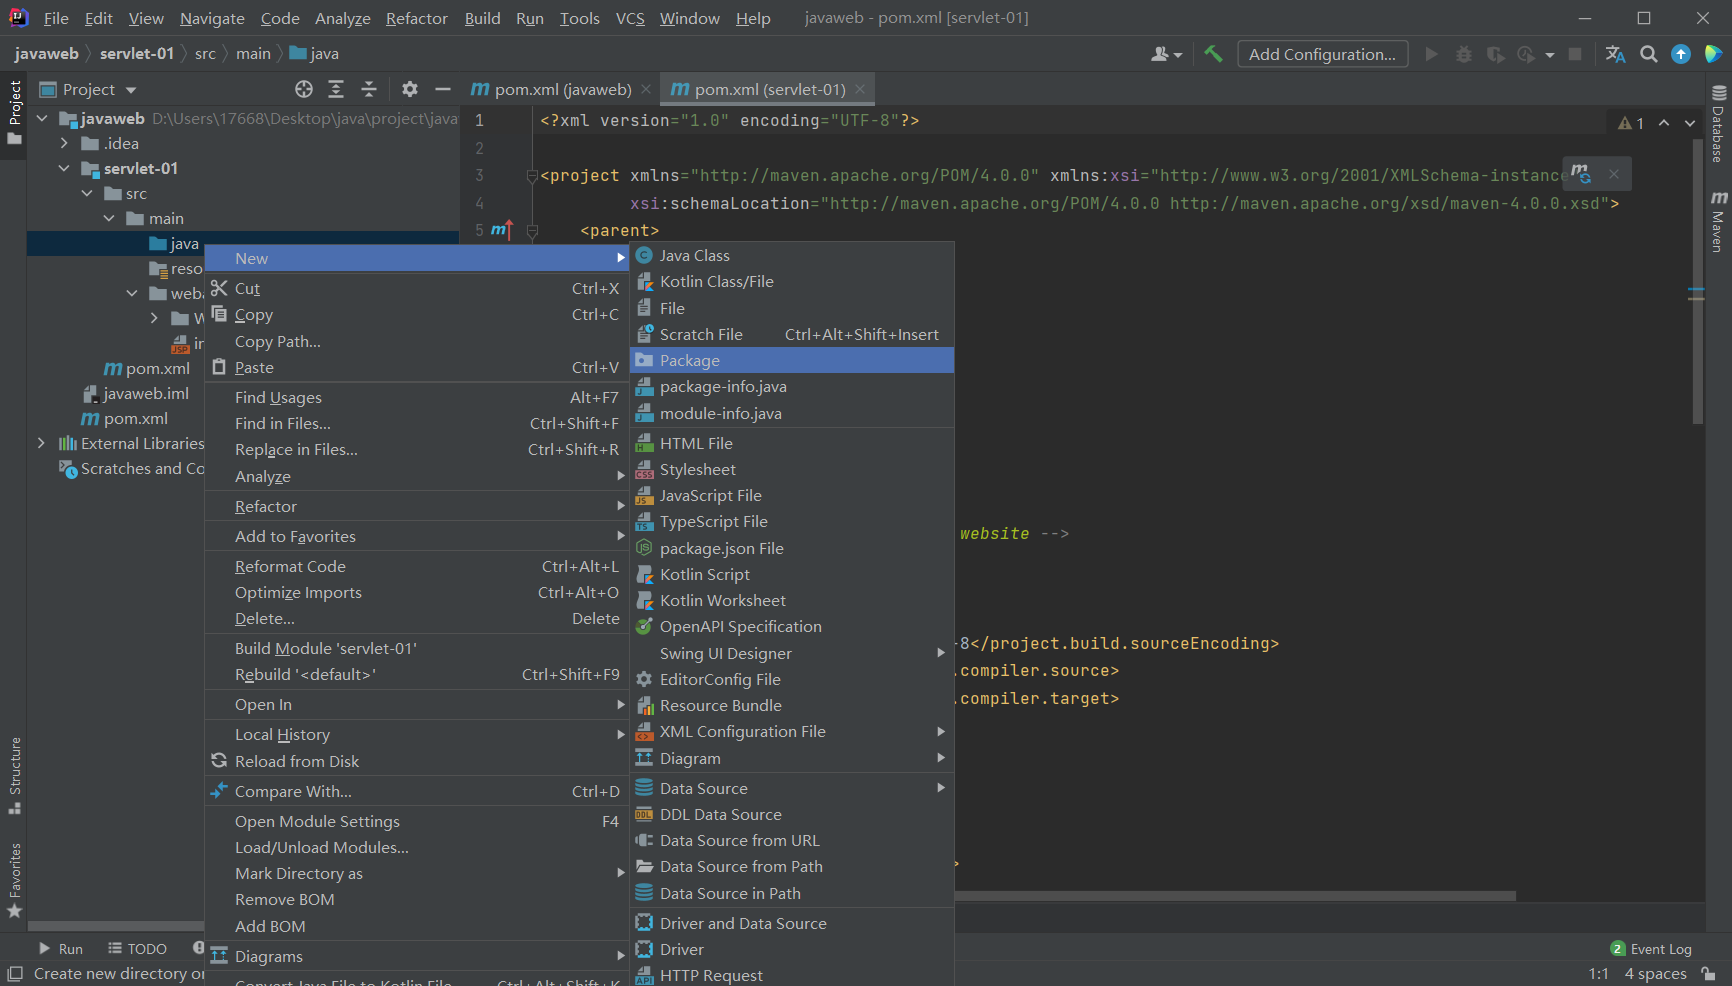 File Edit View Navigate Code Analyze Refactor Build Run Tools VCS Window Help javaweb - pom.xml [servlet-01]
javaweb servlet-01 src main java Add Configuration...
Project
Project
pom.xml (javaweb)
pom.xml (servlet-01)
javaweb D:\Users\17668\Desktop\java\project\java
.idea
servlet-01
src
main
java
reso
weba
W
in
pom.xml
javaweb.iml
pom.xml
External Libraries
Scratches and Co
1 <?xml version="1.0" encoding="UTF-8"?>
2
3 <project xmlns="http://maven.apache.org/POM/4.0.0" xmlns:xsi="http://www.w3.org/2001/XMLSchema-instance
4 xsi:schemaLocation="http://maven.apache.org/POM/4.0.0 http://maven.apache.org/xsd/maven-4.0.0.xsd">
5 <parent>
1
website -->
-8</project.build.sourceEncoding>
.compiler.source>
.compiler.target>
>
New
Cut Ctrl+X
Copy Ctrl+C
Copy Path...
Paste Ctrl+V
Find Usages Alt+F7
Find in Files... Ctrl+Shift+F
Replace in Files... Ctrl+Shift+R
Analyze
Refactor
Add to Favorites
Reformat Code Ctrl+Alt+L
Optimize Imports Ctrl+Alt+O
Delete... Delete
Build Module 'servlet-01'
Rebuild '<default>' Ctrl+Shift+F9
Open In
Local History
Reload from Disk
Compare With... Ctrl+D
Open Module Settings F4
Load/Unload Modules...
Mark Directory as
Remove BOM
Add BOM
Diagrams
Convert Java File to Kotlin File Ctrl+Alt+Shift+K
Java Class
Kotlin Class/File
File
Scratch File Ctrl+Alt+Shift+Insert
Package
package-info.java
module-info.java
HTML File
Stylesheet
JavaScript File
TypeScript File
package.json File
Kotlin Script
Kotlin Worksheet
OpenAPI Specification
Swing UI Designer
EditorConfig File
Resource Bundle
XML Configuration File
Diagram
Data Source
DDL Data Source
Data Source from URL
Data Source from Path
Data Source in Path
Driver and Data Source
Driver
HTTP Request
Database
Maven
Structure
Favorites
Run TODO
2 Event Log
Create new directory or
1:1 4 spaces